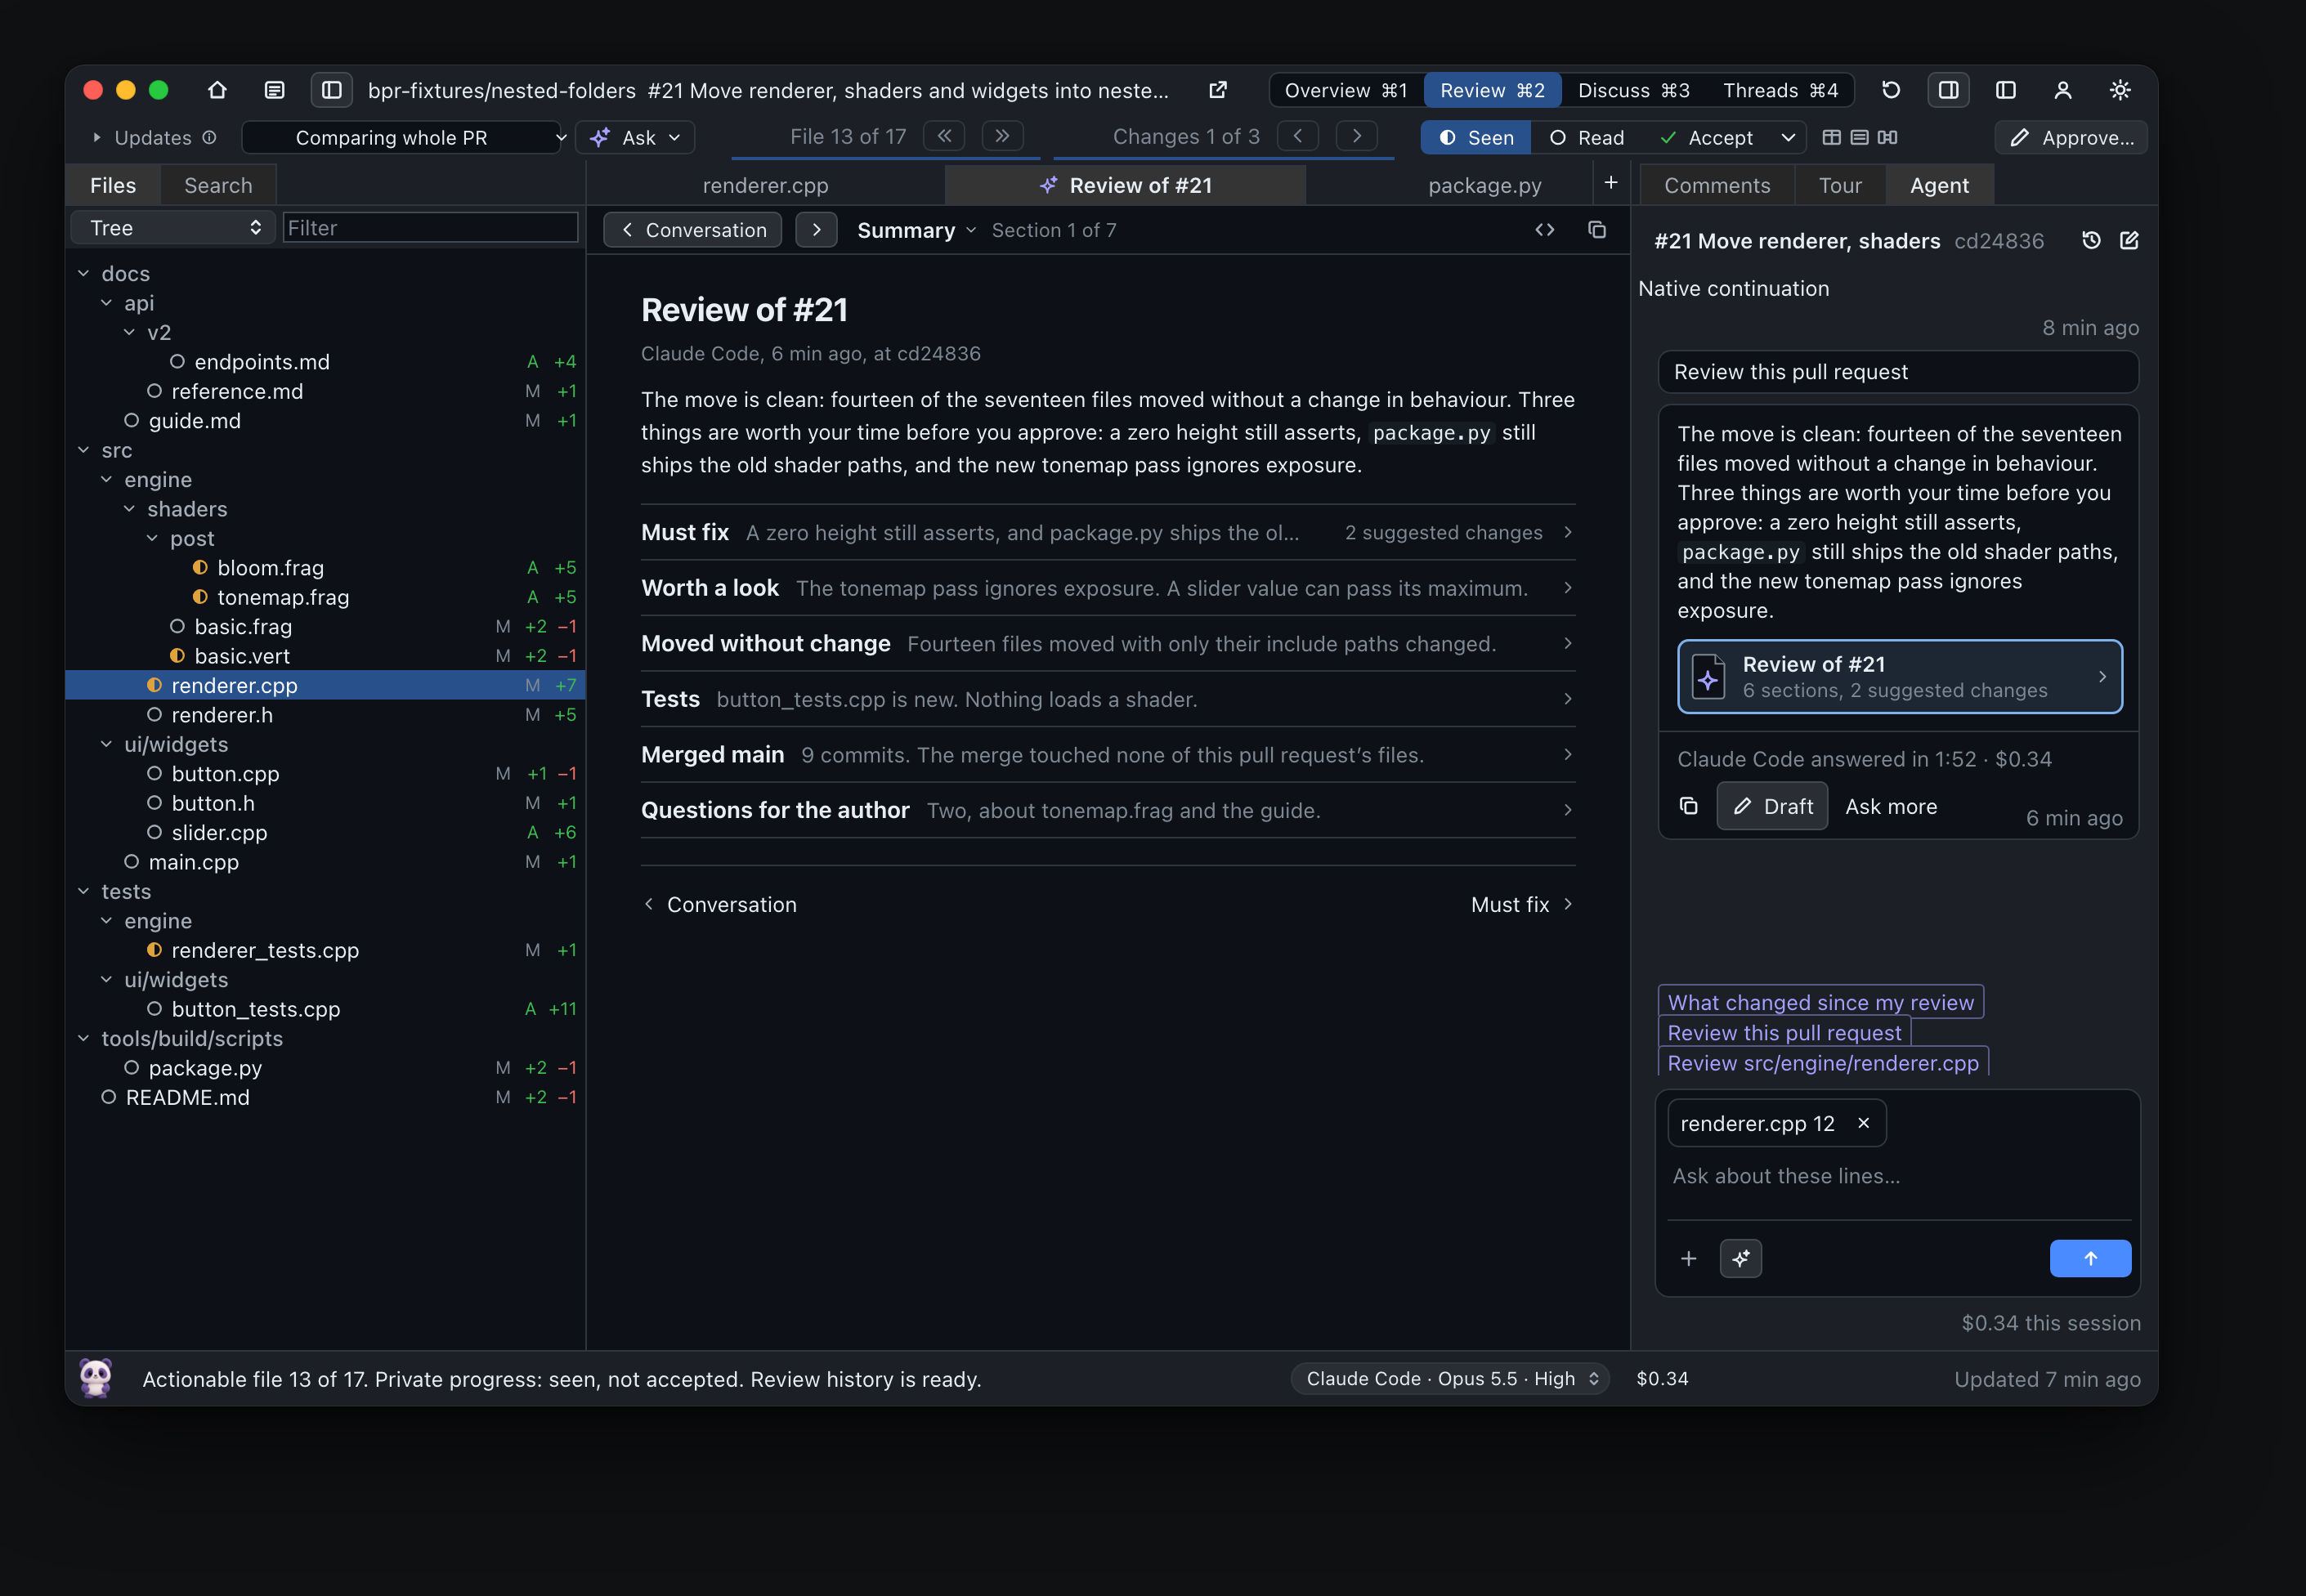 bpr-fixtures/nested-folders #21 Move renderer, shaders and widgets into neste...
Overview ⌘1 Review ⌘2 Discuss ⌘3 Threads ⌘4
Updates Comparing whole PR Ask File 13 of 17 Changes 1 of 3 Seen Read Accept Approve...
Files Search
Tree Filter
docs
api
v2
endpoints.md A +4
reference.md M +1
guide.md M +1
src
engine
shaders
post
bloom.frag A +5
tonemap.frag A +5
basic.frag M +2 −1
basic.vert M +2 −1
renderer.cpp M +7
renderer.h M +5
ui/widgets
button.cpp M +1 −1
button.h M +1
slider.cpp A +6
main.cpp M +1
tests
engine
renderer_tests.cpp M +1
ui/widgets
button_tests.cpp A +11
tools/build/scripts
package.py M +2 −1
README.md M +2 −1
renderer.cpp Review of #21 package.py +
Conversation Summary Section 1 of 7
Review of #21
Claude Code, 6 min ago, at cd24836
The move is clean: fourteen of the seventeen files moved without a change in behaviour. Three
things are worth your time before you approve: a zero height still asserts, package.py still
ships the old shader paths, and the new tonemap pass ignores exposure.
Must fix A zero height still asserts, and package.py ships the ol... 2 suggested changes
Worth a look The tonemap pass ignores exposure. A slider value can pass its maximum.
Moved without change Fourteen files moved with only their include paths changed.
Tests button_tests.cpp is new. Nothing loads a shader.
Merged main 9 commits. The merge touched none of this pull request’s files.
Questions for the author Two, about tonemap.frag and the guide.
Conversation Must fix
Comments Tour Agent
#21 Move renderer, shaders cd24836
Native continuation
8 min ago
Review this pull request
The move is clean: fourteen of the seventeen
files moved without a change in behaviour.
Three things are worth your time before you
approve: a zero height still asserts,
package.py still ships the old shader paths,
and the new tonemap pass ignores
exposure.
Review of #21
6 sections, 2 suggested changes
Claude Code answered in 1:52 · $0.34
Draft Ask more 6 min ago
What changed since my review
Review this pull request
Review src/engine/renderer.cpp
renderer.cpp 12 ×
Ask about these lines...
$0.34 this session
Actionable file 13 of 17. Private progress: seen, not accepted. Review history is ready.
Claude Code · Opus 5.5 · High $0.34 Updated 7 min ago